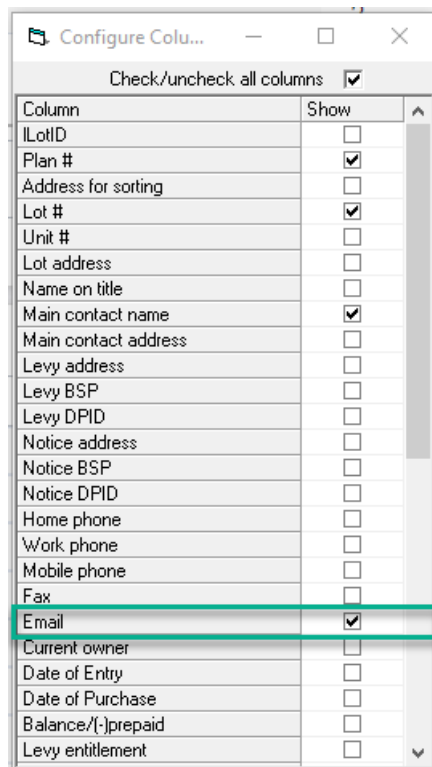 Configure Colu...
Check/uncheck all columns
Column Show
lLotID
Plan #
Address for sorting
Lot #
Unit #
Lot address
Name on title
Main contact name
Main contact address
Levy address
Levy BSP
Levy DPID
Notice address
Notice BSP
Notice DPID
Home phone
Work phone
Mobile phone
Fax
Email
Current owner
Date of Entry
Date of Purchase
Balance/(-)prepaid
Levy entitlement